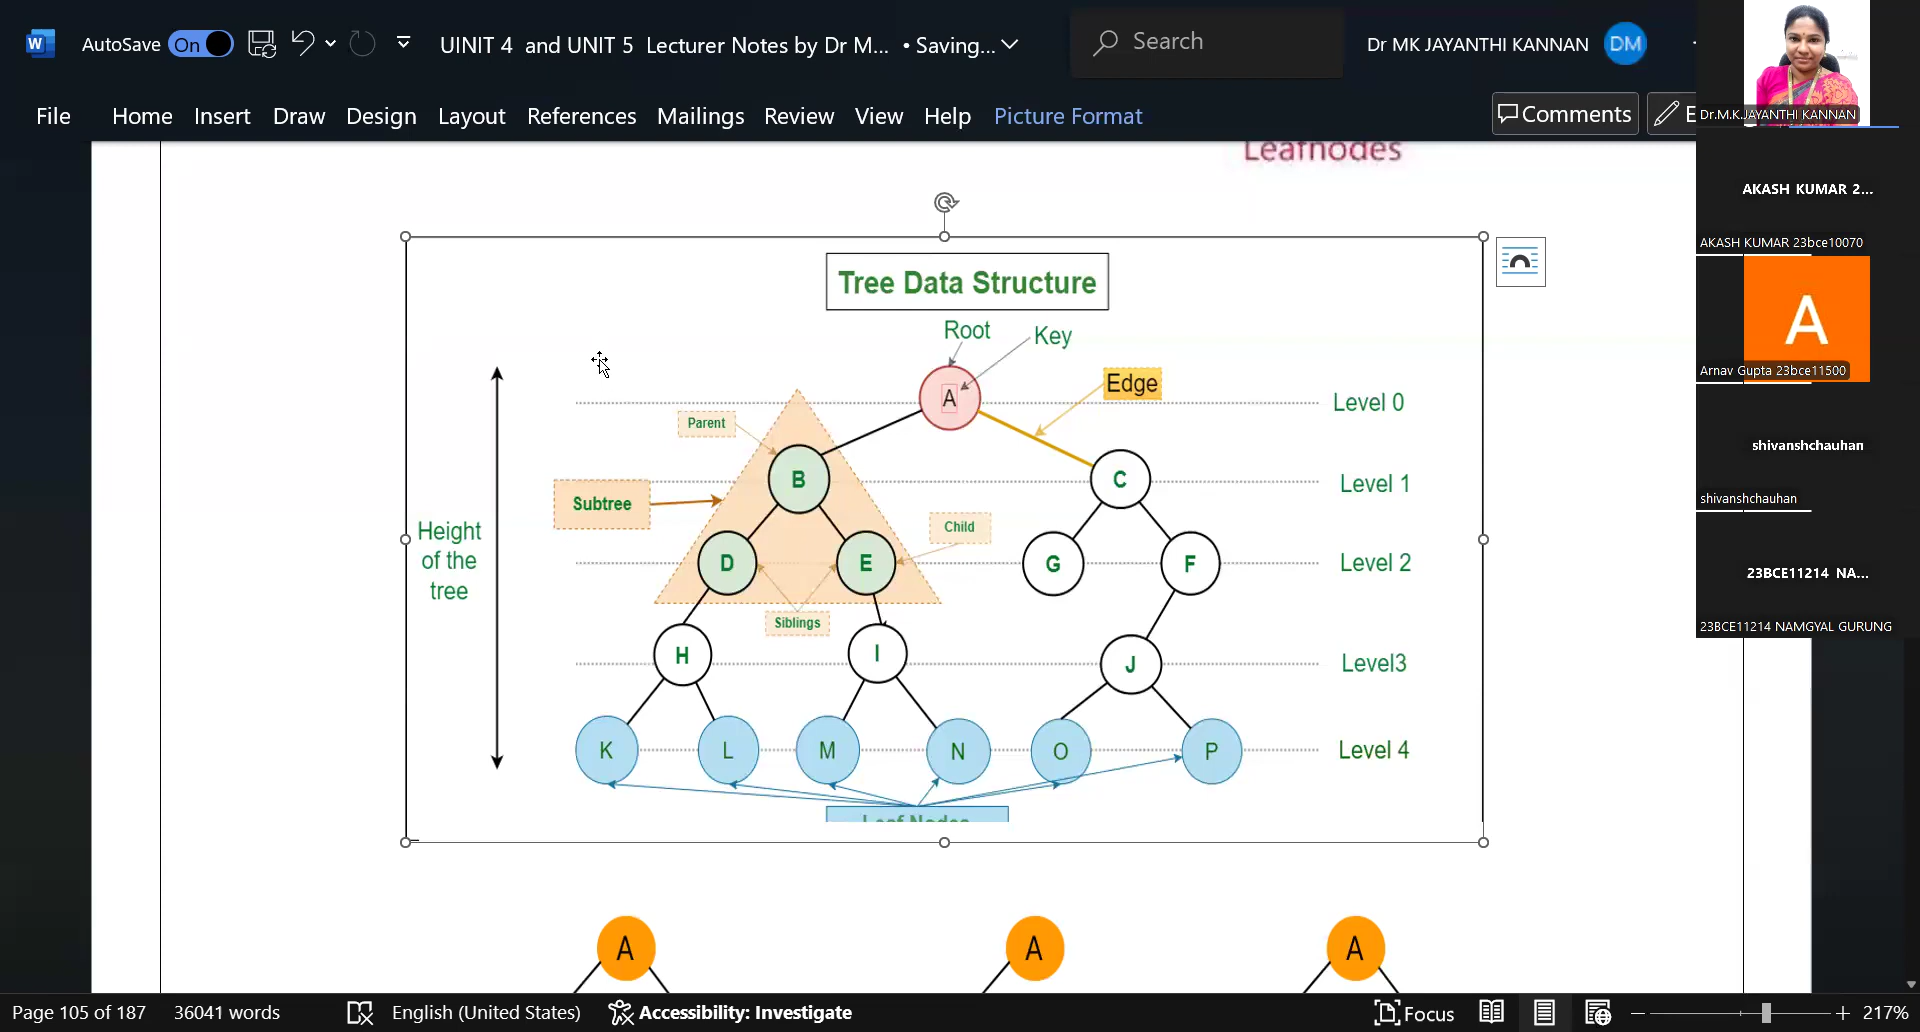 AutoSave On
UINIT 4 and UNIT 5 Lecturer Notes by Dr M... • Saving...
Search
Dr MK JAYANTHI KANNAN
DM
File Home Insert Draw Design Layout References Mailings Review View Help Picture Format
Comments
E
Dr.M.K.JAYANTHI KANNAN
AKASH KUMAR 2...
AKASH KUMAR 23bce10070
A
Arnav Gupta 23bce11500
shivanshchauhan
shivanshchauhan
23BCE11214 NA...
23BCE11214 NAMGYAL GURUNG
Leafnodes
Tree Data Structure
Root
Key
Edge
A
Level 0
Parent
B
C
Level 1
Subtree
Height
of the
tree
Child
D
E
G
F
Level 2
Siblings
H
I
J
Level3
K
L
M
N
O
P
Level 4
Leaf Nodes
A
A
A
Page 105 of 187
36041 words
English (United States)
Accessibility: Investigate
Focus
217%